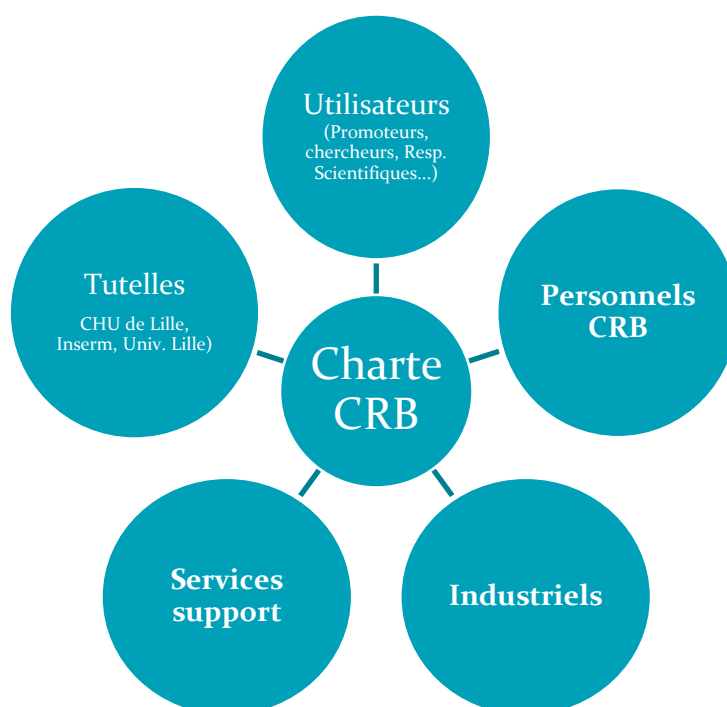 Utilisateurs
(Promoteurs,
chercheurs, Resp.
Scientifiques...)
Tutelles
CHU de Lille,
Inserm, Univ. Lille)
Personnels
CRB
Charte
CRB
Services
support
Industriels